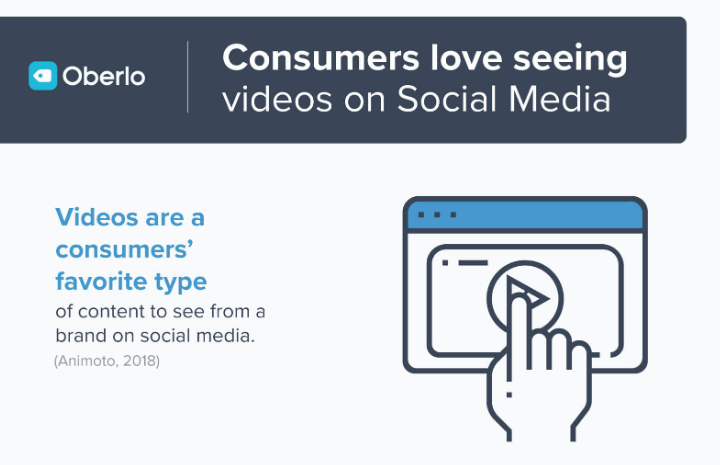 Oberlo
Consumers love seeing
videos on Social Media
Videos are a
consumers’
favorite type
of content to see from a
brand on social media.
(Animoto, 2018)